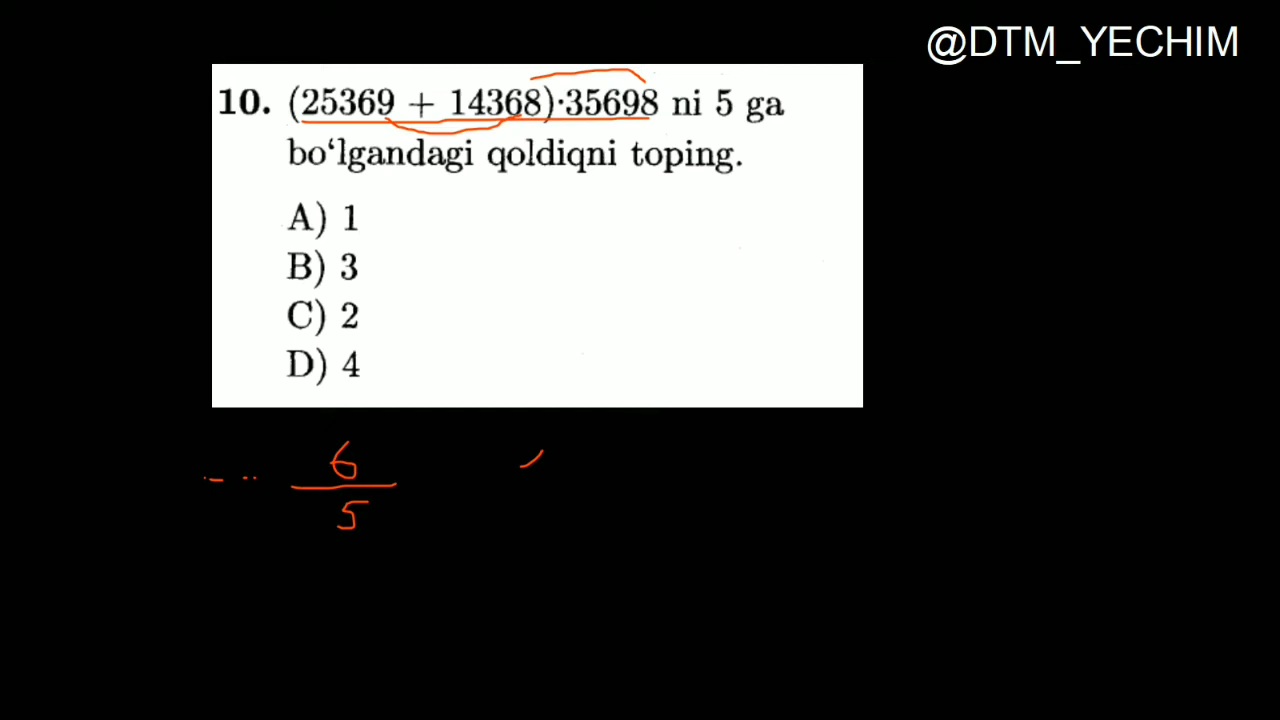 @DTM_YECHIM
10. (25369 + 14368)·35698 ni 5 ga
bo‘lgandagi qoldiqni toping.
A) 1
B) 3
C) 2
D) 4
6
5